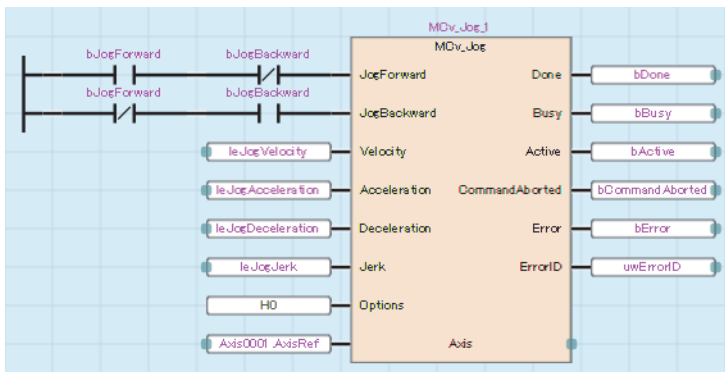 MCv_Jog_1
MCv_Jog
bJogForward bJogBackward
JogForward Done bDone
bJogForward bJogBackward
JogBackward Busy bBusy
leJogVelocity Velocity Active bActive
leJogAcceleration Acceleration CommandAborted bCommandAborted
leJogDeceleration Deceleration Error bError
leJogJerk Jerk ErrorID uwErrorID
H0 Options
Axis0001.AxisRef Axis